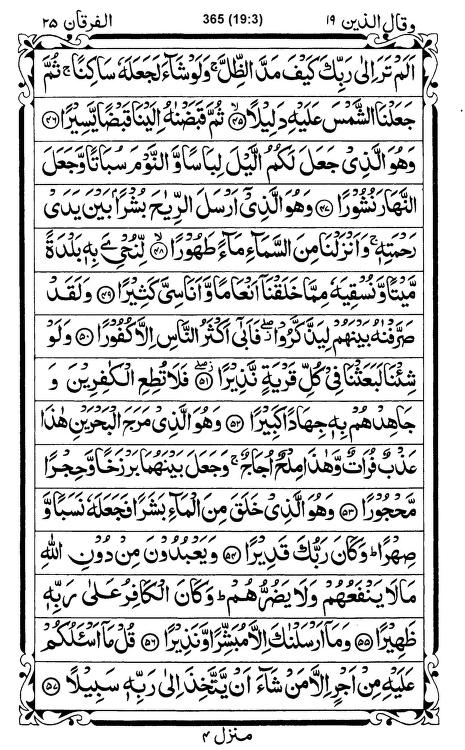 وقال الذین ۱۹ 365 (19:3) الفرقان ۲۵
اَلَمْ تَرَ اِلٰی رَبِّكَ كَیْفَ مَدَّ الظِّلَّ ۚ وَلَوْ شَآءَ لَجَعَلَهٗ سَاكِنًا ۚ ثُمَّ
جَعَلْنَا الشَّمْسَ عَلَیْهِ دَلِیْلًا ۙ﴿۴۵﴾ ثُمَّ قَبَضْنٰهُ اِلَیْنَا قَبْضًا یَّسِیْرًا ﴿۴۶﴾
وَهُوَ الَّذِیْ جَعَلَ لَكُمُ الَّیْلَ لِبَاسًا وَّالنَّوْمَ سُبَاتًا وَّجَعَلَ
النَّهَارَ نُشُوْرًا ﴿۴۷﴾ وَهُوَ الَّذِیْۤ اَرْسَلَ الرِّیٰحَ بُشْرًۢا بَیْنَ یَدَیْ
رَحْمَتِهٖ ۚ وَاَنْزَلْنَا مِنَ السَّمَآءِ مَآءً طَهُوْرًا ۙ﴿۴۸﴾ لِّنُحْیِۦَ بِهٖ بَلْدَةً
مَّیْتًا وَّنُسْقِیَهٗ مِمَّا خَلَقْنَاۤ اَنْعَامًا وَّاَنَاسِیَّ كَثِیْرًا ﴿۴۹﴾ وَلَقَدْ
صَرَّفْنٰهُ بَیْنَهُمْ لِیَذَّكَّرُوْا ۖ فَاَبٰۤی اَكْثَرُ النَّاسِ اِلَّا كُفُوْرًا ﴿۵۰﴾ وَلَوْ
شِئْنَا لَبَعَثْنَا فِیْ كُلِّ قَرْیَةٍ نَّذِیْرًا ۖ﴿۵۱﴾ فَلَا تُطِعِ الْكٰفِرِیْنَ وَ
جَاهِدْهُمْ بِهٖ جِهَادًا كَبِیْرًا ﴿۵۲﴾ وَهُوَ الَّذِیْ مَرَجَ الْبَحْرَیْنِ هٰذَا
عَذْبٌ فُرَاتٌ وَّهٰذَا مِلْحٌ اُجَاجٌ ۚ وَجَعَلَ بَیْنَهُمَا بَرْزَخًا وَّحِجْرًا
مَّحْجُوْرًا ﴿۵۳﴾ وَهُوَ الَّذِیْ خَلَقَ مِنَ الْمَآءِ بَشَرًا فَجَعَلَهٗ نَسَبًا وَّ
صِهْرًا ؕ وَكَانَ رَبُّكَ قَدِیْرًا ﴿۵۴﴾ وَیَعْبُدُوْنَ مِنْ دُوْنِ اللّٰهِ
مَا لَا یَنْفَعُهُمْ وَلَا یَضُرُّهُمْ ؕ وَكَانَ الْكَافِرُ عَلٰی رَبِّهٖ
ظَهِیْرًا ﴿۵۵﴾ وَمَاۤ اَرْسَلْنٰكَ اِلَّا مُبَشِّرًا وَّنَذِیْرًا ﴿۵۶﴾ قُلْ مَاۤ اَسْـَٔلُكُمْ
عَلَیْهِ مِنْ اَجْرٍ اِلَّا مَنْ شَآءَ اَنْ یَّتَّخِذَ اِلٰی رَبِّهٖ سَبِیْلًا ﴿۵۷﴾
منزل ۴